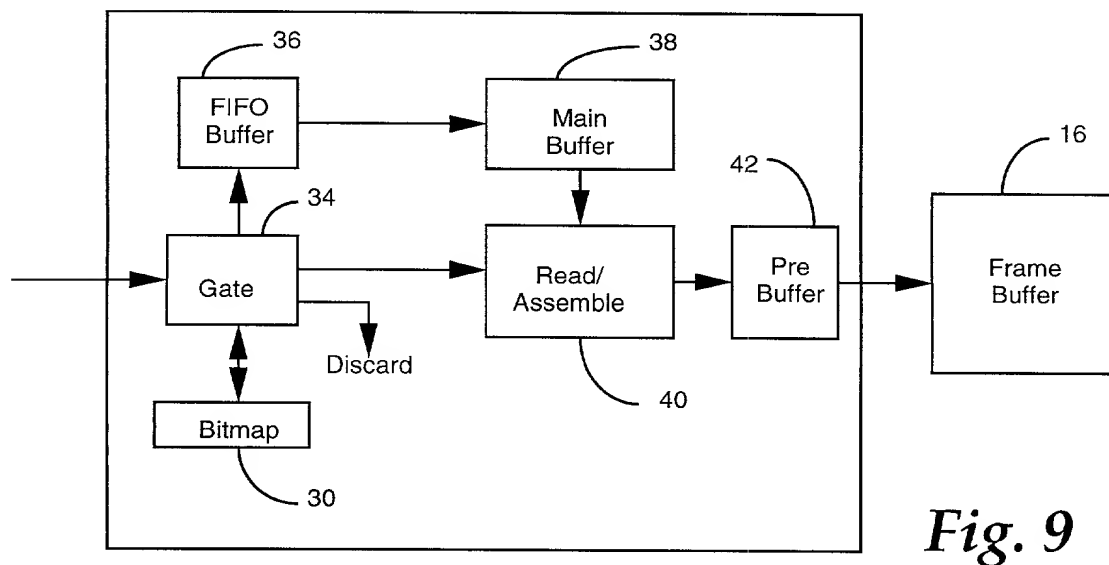 36
FIFO
Buffer
38
Main
Buffer
34
Gate
42
16
Read/
Assemble
Pre
Buffer
Frame
Buffer
Discard
40
Bitmap
30
Fig. 9